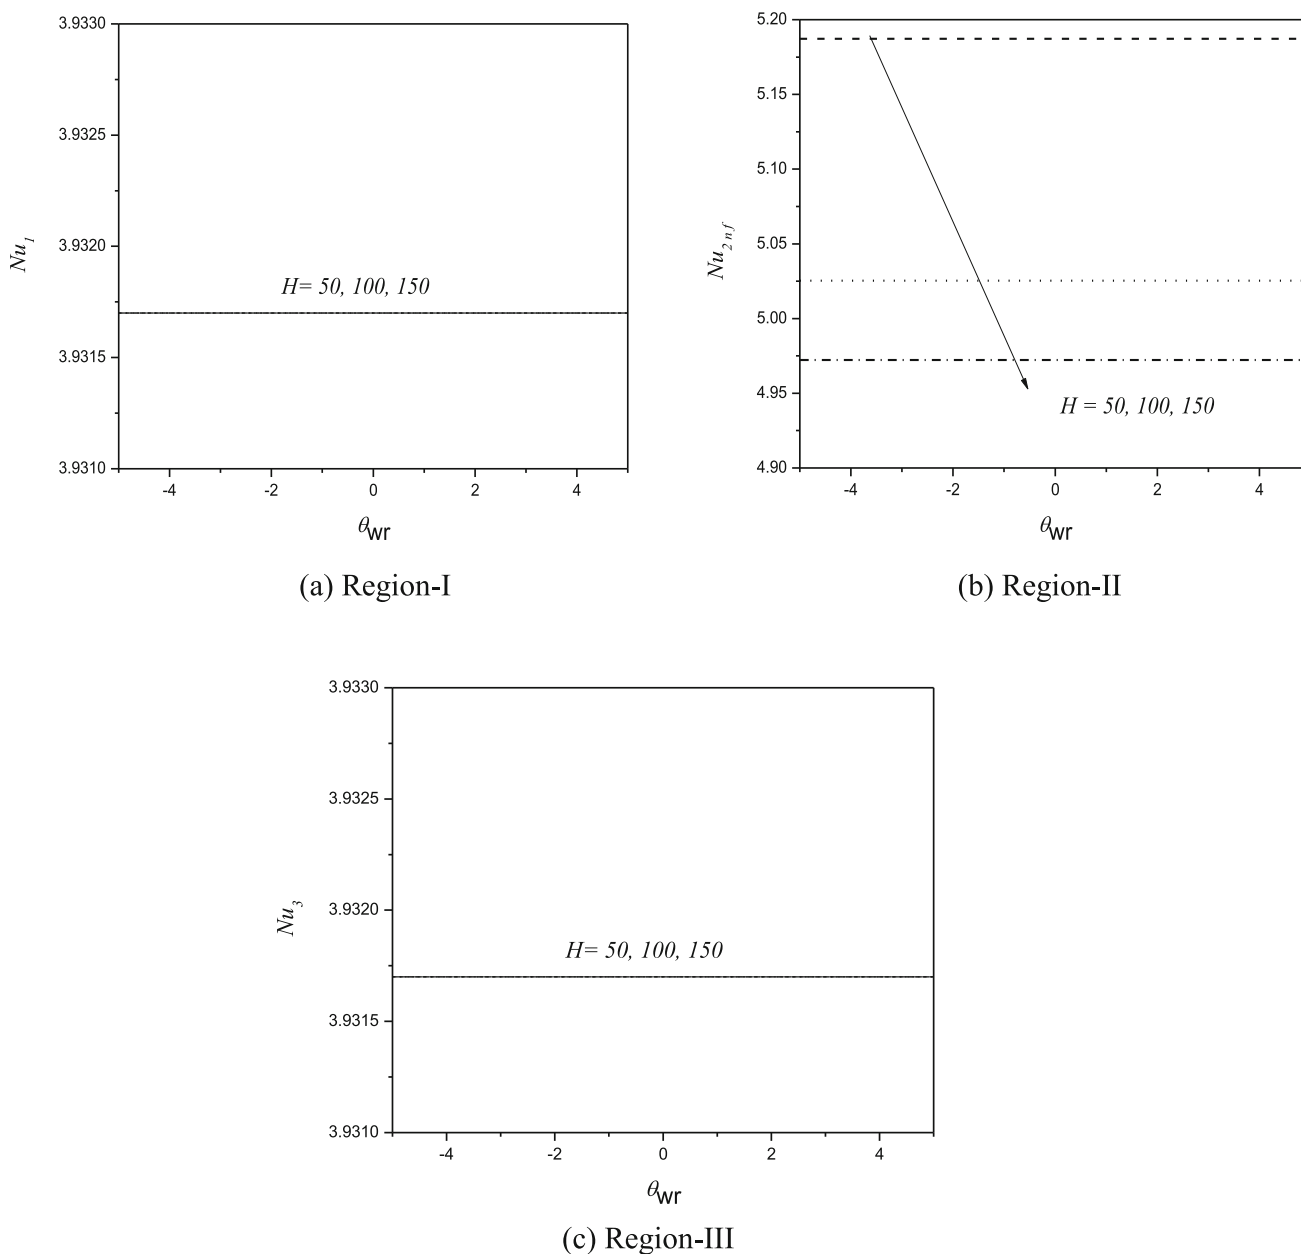 3.9330
3.9325
3.9320
3.9315
3.9310
Nu1
H= 50, 100, 150
-4 -2 0 2 4
θwr
(a) Region-I
5.20
5.15
5.10
5.05
5.00
4.95
4.90
Nu2 nf
H = 50, 100, 150
-4 -2 0 2 4
θwr
(b) Region-II
3.9330
3.9325
3.9320
3.9315
3.9310
Nu3
H= 50, 100, 150
-4 -2 0 2 4
θwr
(c) Region-III